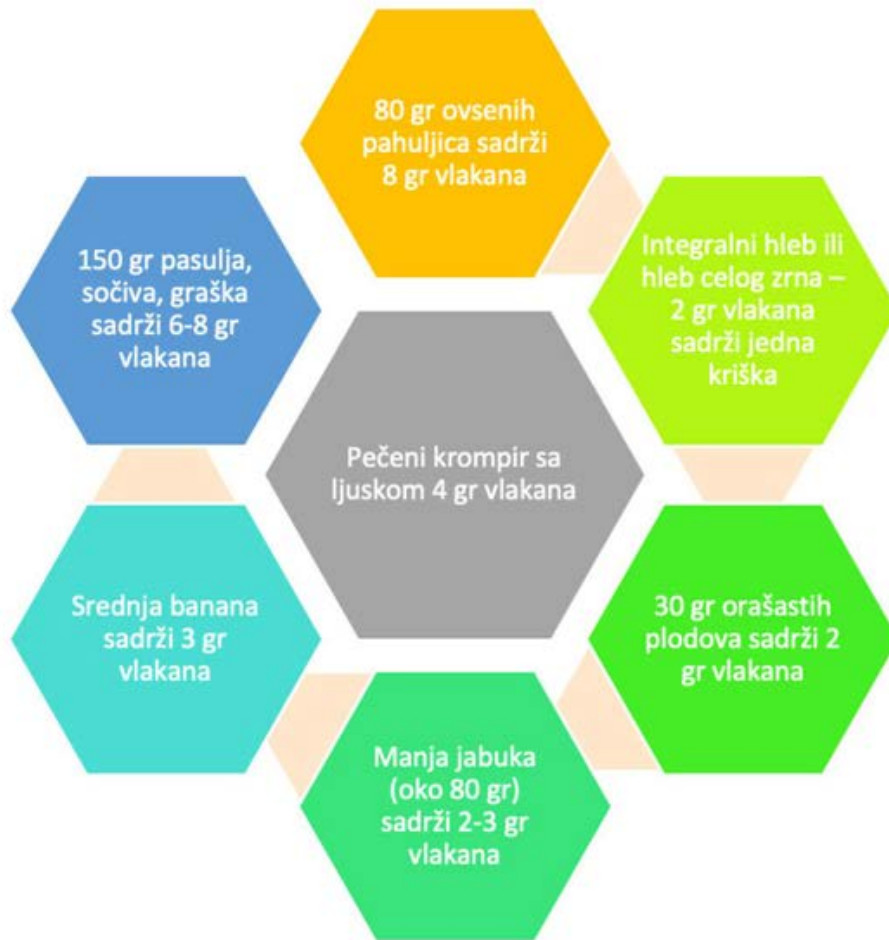 80 gr ovsenih
pahuljica sadrži
8 gr vlakana
Integralni hleb ili
hleb celog zrna –
2 gr vlakana
sadrži jedna
kriška
30 gr orašastih
plodova sadrži 2
gr vlakana
Manja jabuka
(oko 80 gr)
sadrži 2-3 gr
vlakana
Srednja banana
sadrži 3 gr
vlakana
150 gr pasulja,
sočiva, graška
sadrži 6-8 gr
vlakana
Pečeni krompir sa
ljuskom 4 gr vlakana